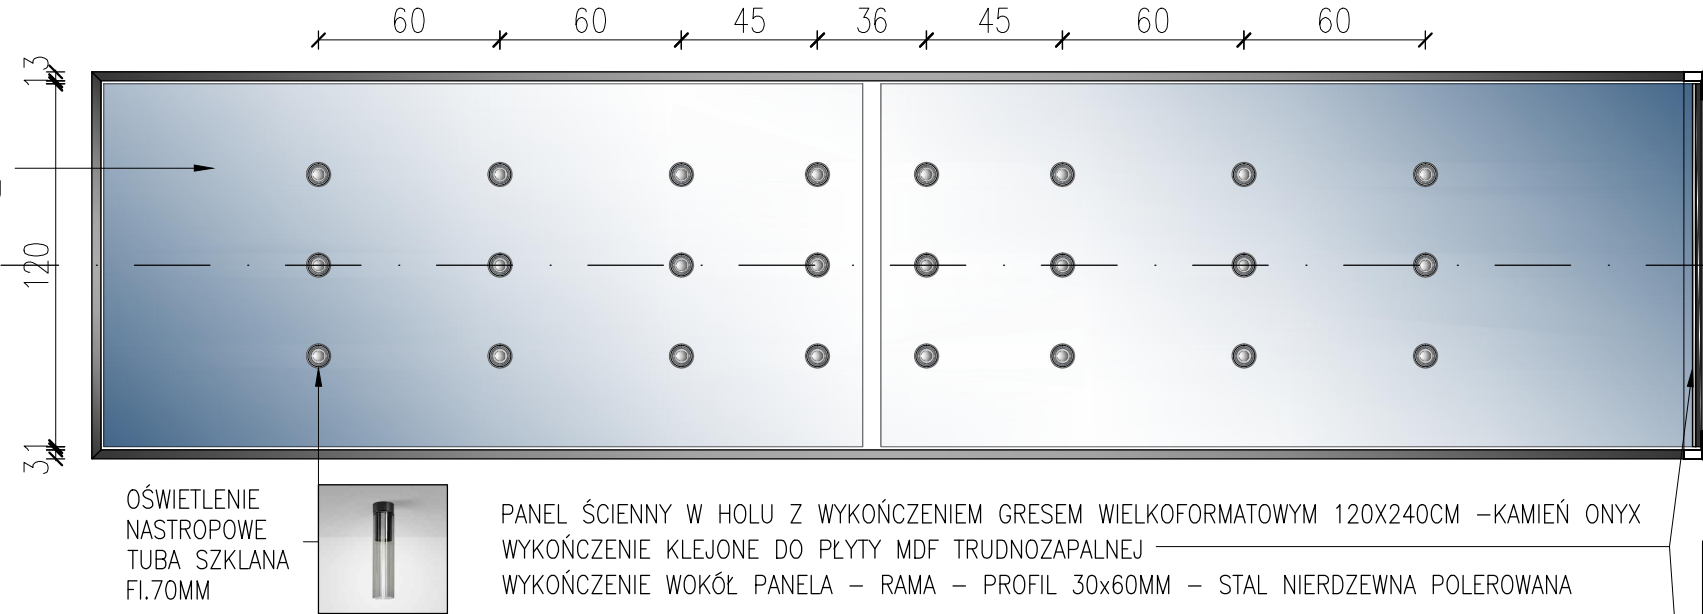 60 60 45 36 45 60 60
13
120
31
OŚWIETLENIE
NASTROPOWE
TUBA SZKLANA
FI.70MM
PANEL ŚCIENNY W HOLU Z WYKOŃCZENIEM GRESEM WIELKOFORMATOWYM 120X240CM –KAMIEŃ ONYX
WYKOŃCZENIE KLEJONE DO PŁYTY MDF TRUDNOZAPALNEJ
WYKOŃCZENIE WOKÓŁ PANELA – RAMA – PROFIL 30x60MM – STAL NIERDZEWNA POLEROWANA